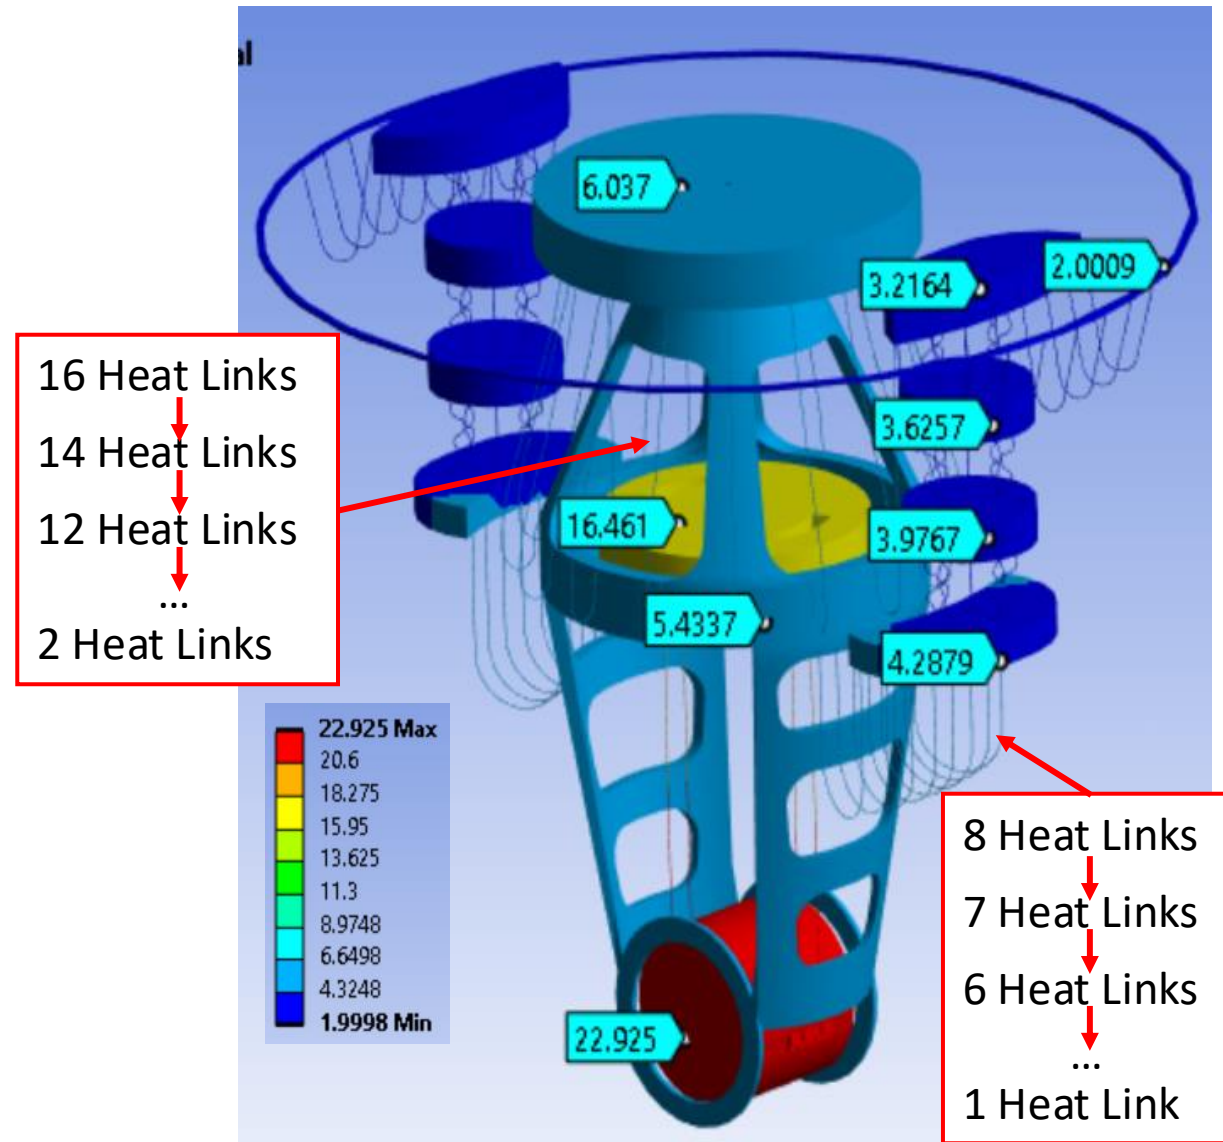 al
6.037
2.0009
3.2164
3.6257
16.461
3.9767
5.4337
4.2879
22.925
16 Heat Links
14 Heat Links
12 Heat Links
...
2 Heat Links
22.925 Max
20.6
18.275
15.95
13.625
11.3
8.9748
6.6498
4.3248
1.9998 Min
8 Heat Links
7 Heat Links
6 Heat Links
...
1 Heat Link